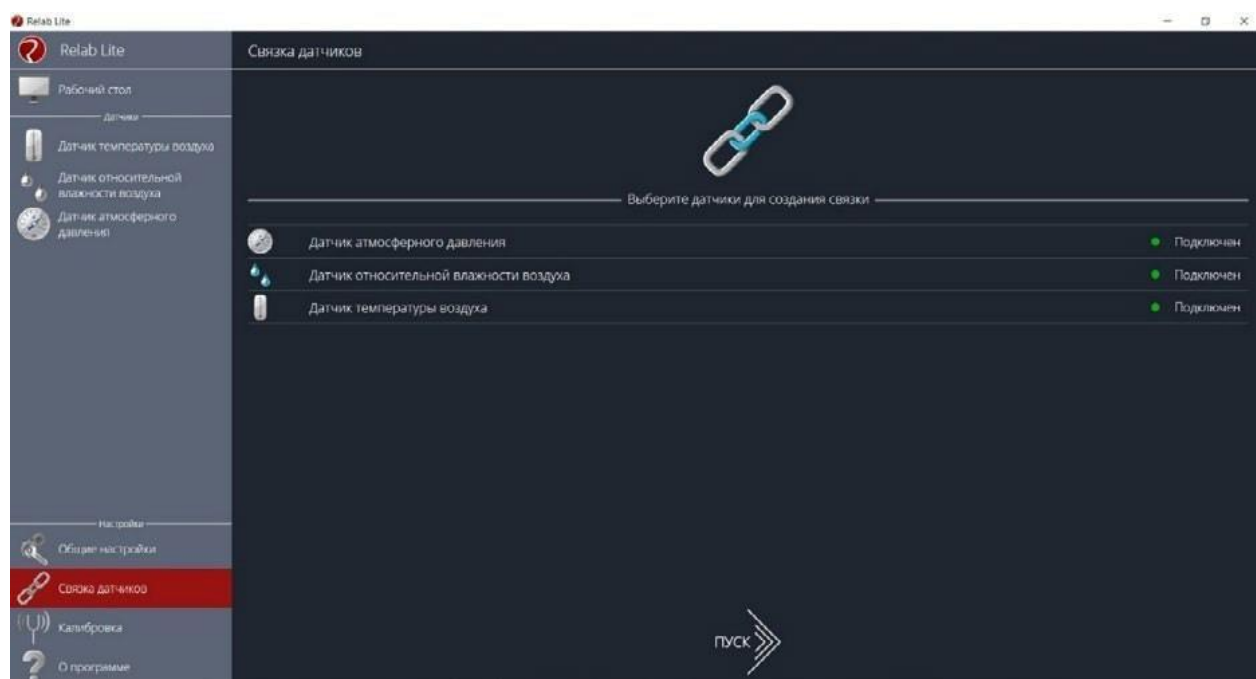 Relab Lite
Relab Lite
Рабочий стол
Датчики
Датчик температуры воздуха
Датчик относительной
влажности воздуха
Датчик атмосферного
давления
Настройки
Общие настройки
Связка датчиков
Калибровка
О программе
Связка датчиков
Выберите датчики для создания связки
Датчик атмосферного давления
Подключен
Датчик относительной влажности воздуха
Подключен
Датчик температуры воздуха
Подключен
ПУСК